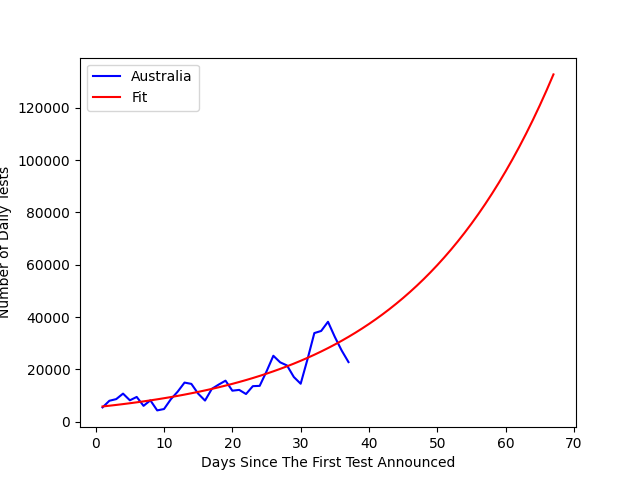 Australia
Fit
120000
100000
80000
60000
40000
20000
0
Number of Daily Tests
0 10 20 30 40 50 60 70
Days Since The First Test Announced